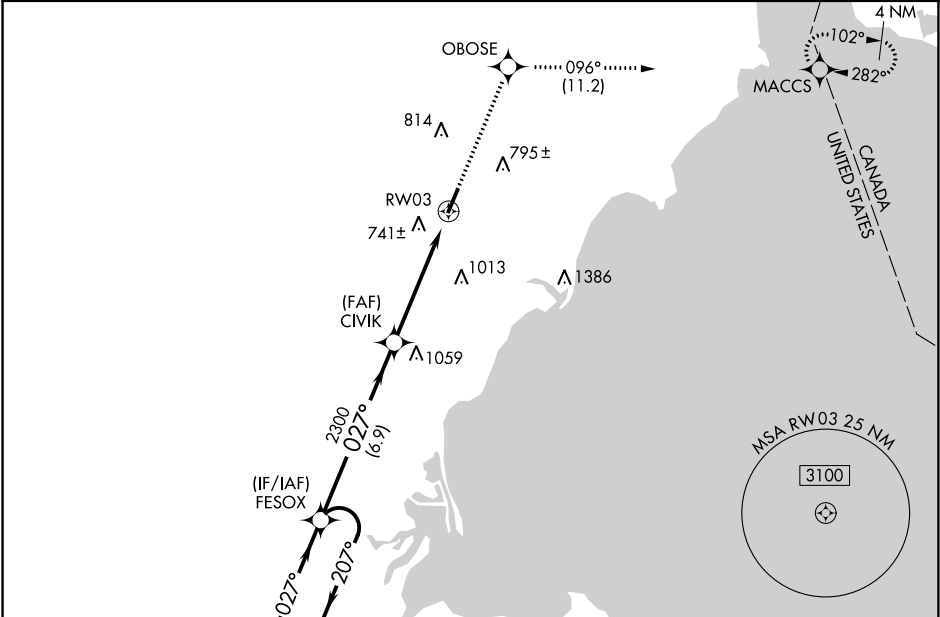 4 NM
102°
282°
MACCS
OBOSE
096°
(11.2)
814
795±
CANADA
UNITED STATES
RW03
741±
1013
1386
(FAF)
CIVIK
1059
2300
027°
(6.9)
MSA RW03 25 NM
3100
(IF/IAF)
FESOX
027°
207°